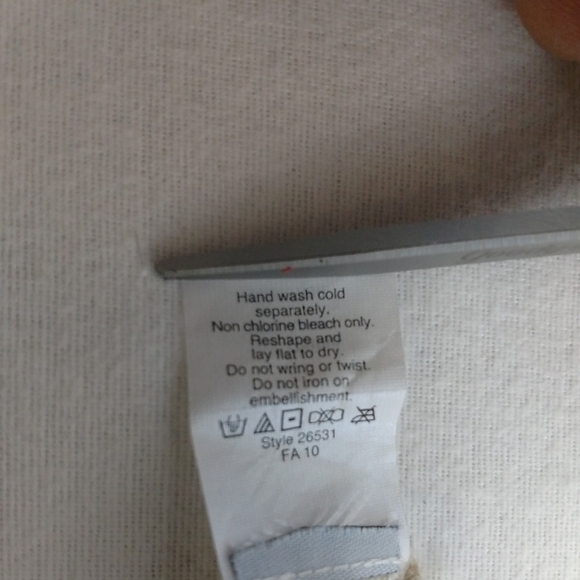 Hand wash cold
separately.
Non chlorine bleach only.
Reshape and
lay flat to dry.
Do not wring or twist.
Do not iron on
embellishment.
Style 26531
FA 10